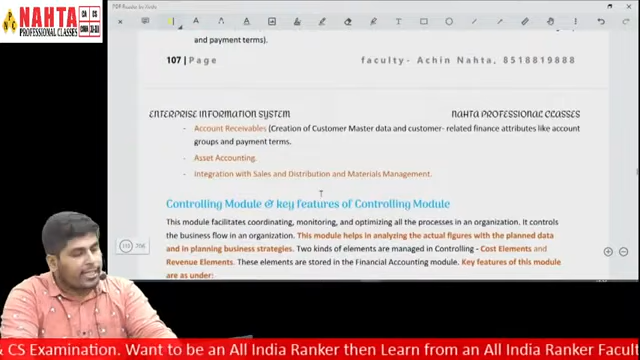 NAHTA
PROFESSIONAL CLASSES
CA
CS
and payment terms).
107 | Page
faculty- Achin Nahta, 8518819888
ENTERPRISE INFORMATION SYSTEM
NAHTA PROFESSIONAL CLASSES
- Account Receivables (Creation of Customer Master data and customer- related finance attributes like account
groups and payment terms.
- Asset Accounting.
- Integration with Sales and Distribution and Materials Management.
Controlling Module & key features of Controlling Module
This module facilitates coordinating, monitoring, and optimizing all the processes in an organization. It controls
the business flow in an organization. This module helps in analyzing the actual figures with the planned data
and in planning business strategies. Two kinds of elements are managed in Controlling - Cost Elements and
Revenue Elements. These elements are stored in the Financial Accounting module. Key features of this module
are as under:
& CS Examination. Want to be an All India Ranker then Learn from an All India Ranker Facult